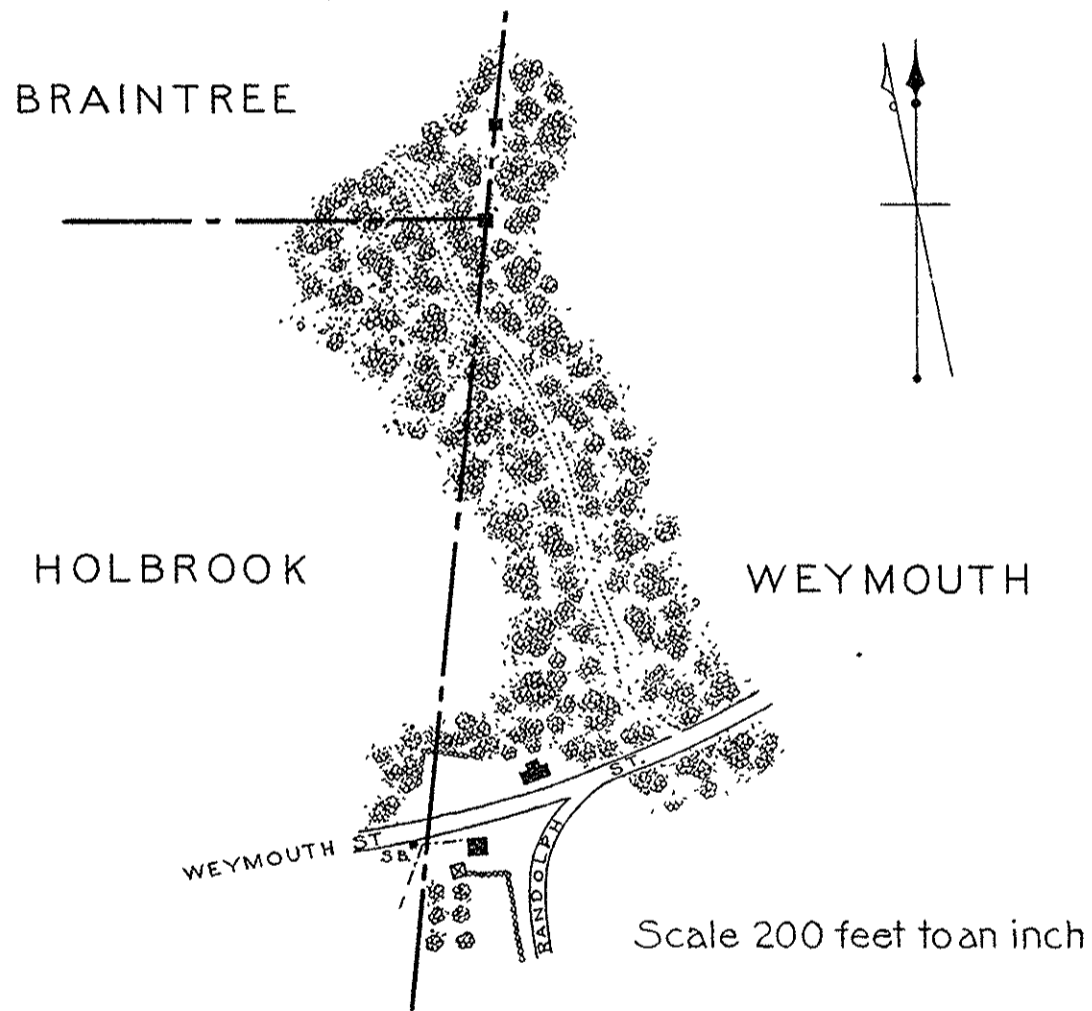 BRAINTREE
HOLBROOK
WEYMOUTH
WEYMOUTH ST
ST.
S.B.
RANDOLPH
Scale 200 feet to an inch